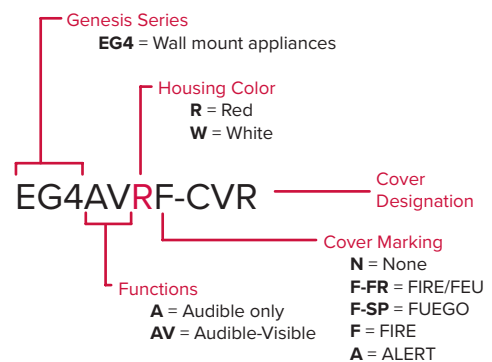 Genesis Series
EG4 = Wall mount appliances
Housing Color
R = Red
W = White
EG4AVRF-CVR
Cover
Designation
Cover Marking
N = None
F-FR = FIRE/FEU
F-SP = FUEGO
F = FIRE
A = ALERT
Functions
A = Audible only
AV = Audible-Visible